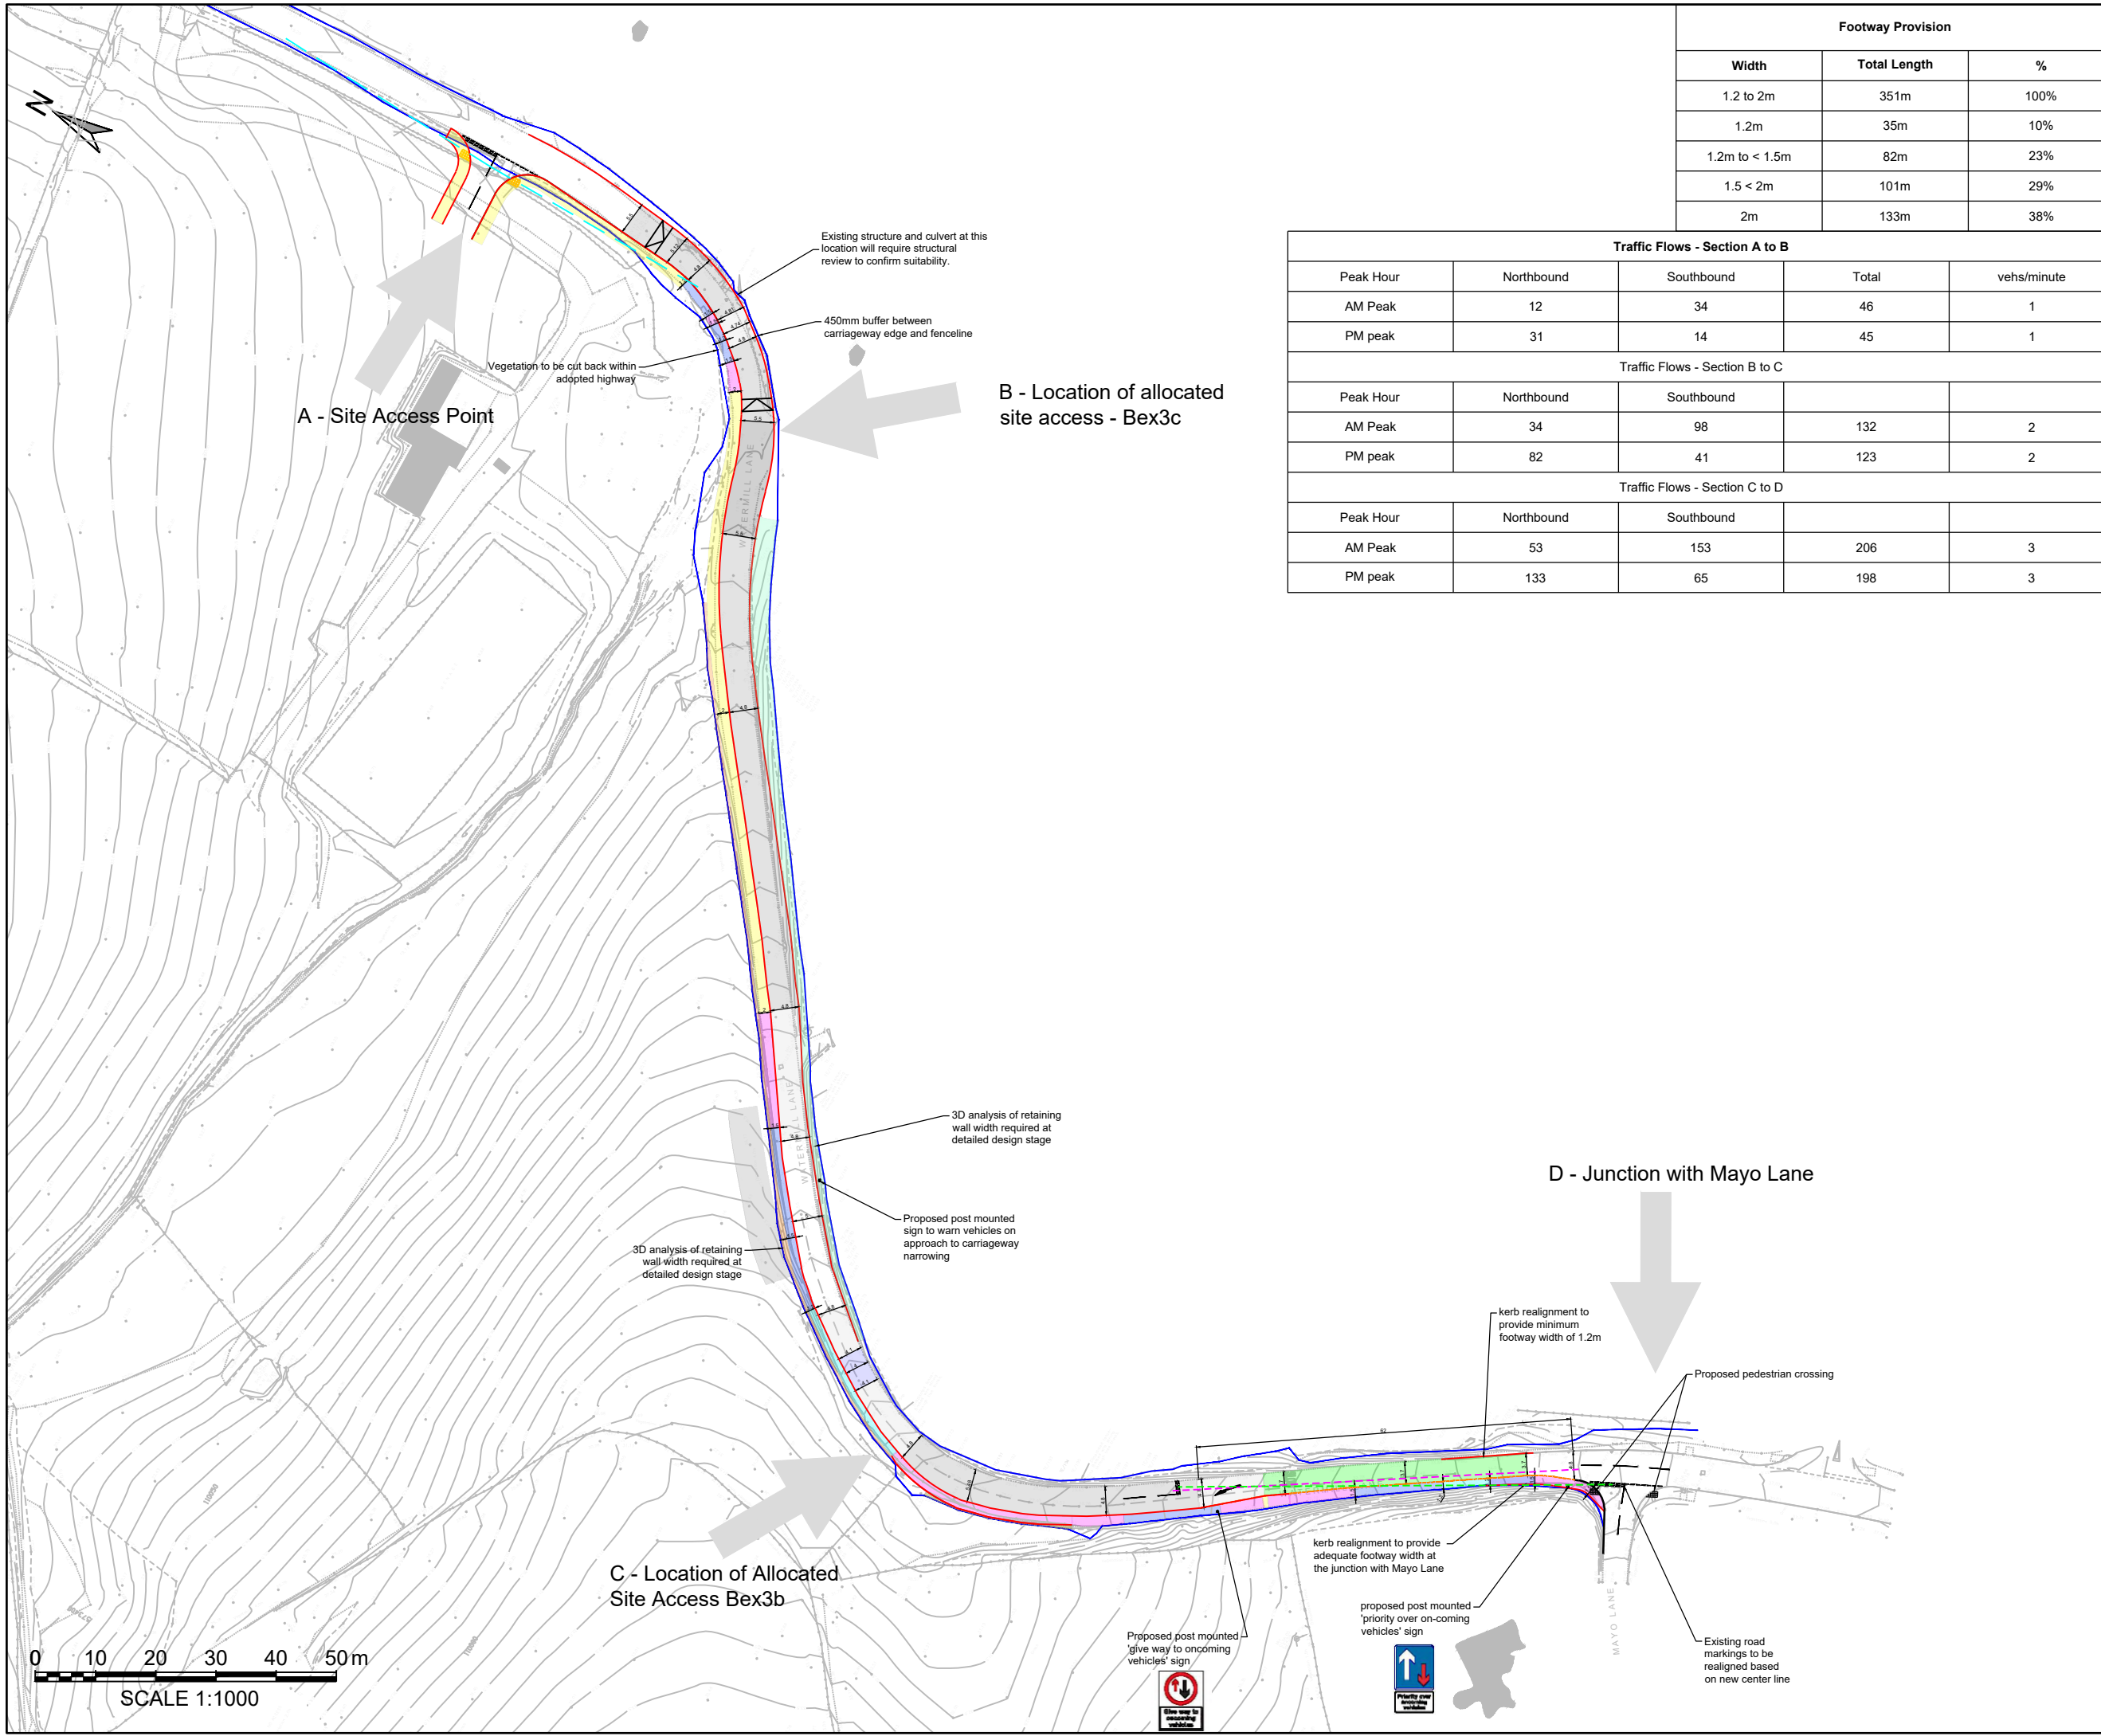 Footway Provision
Width Total Length %
1.2 to 2m 351m 100%
1.2m 35m 10%
1.2m to < 1.5m 82m 23%
1.5 < 2m 101m 29%
2m 133m 38%
Traffic Flows - Section A to B
Peak Hour Northbound Southbound Total vehs/minute
AM Peak 12 34 46 1
PM peak 31 14 45 1
Traffic Flows - Section B to C
Peak Hour Northbound Southbound
AM Peak 34 98 132 2
PM peak 82 41 123 2
Traffic Flows - Section C to D
Peak Hour Northbound Southbound
AM Peak 53 153 206 3
PM peak 133 65 198 3
N
Existing structure and culvert at this
location will require structural
review to confirm suitability.
450mm buffer between
carriageway edge and fenceline
Vegetation to be cut back within
adopted highway
A - Site Access Point
B - Location of allocated
site access - Bex3c
WATERMILL LANE
3D analysis of retaining
wall width required at
detailed design stage
WATERMILL LANE
Proposed post mounted
sign to warn vehicles on
approach to carriageway
narrowing
3D analysis of retaining
wall width required at
detailed design stage
D - Junction with Mayo Lane
kerb realignment to
provide minimum
footway width of 1.2m
Proposed pedestrian crossing
C - Location of Allocated
Site Access Bex3b
kerb realignment to provide
adequate footway width at
the junction with Mayo Lane
proposed post mounted
'priority over on-coming
vehicles' sign
Priority over
oncoming
vehicles
Proposed post mounted
'give way to oncoming
vehicles' sign
Give way to
oncoming
vehicles
MAYO LANE
Existing road
markings to be
realigned based
on new center line
0 10 20 30 40 50 m
SCALE 1:1000